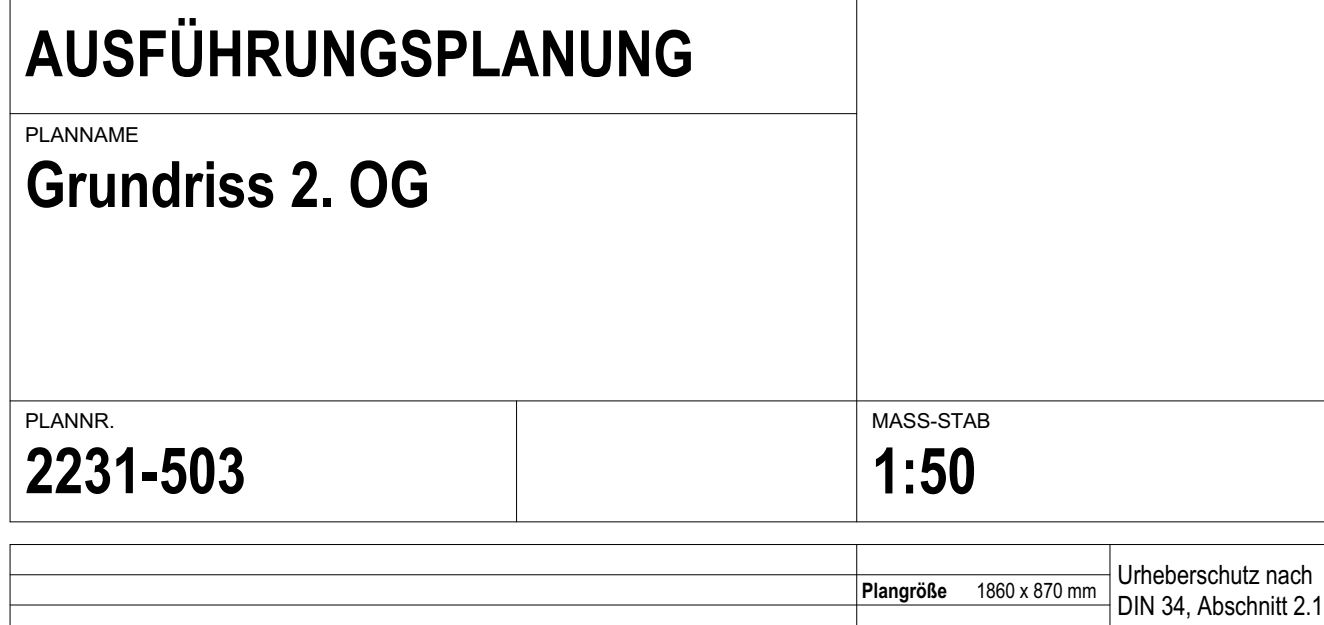 AUSFÜHRUNGSPLANUNG
PLANNAME
Grundriss 2. OG
PLANNR.
2231-503
MASS-STAB
1:50
Plangröße 1860 x 870 mm
Urheberschutz nach
DIN 34, Abschnitt 2.1